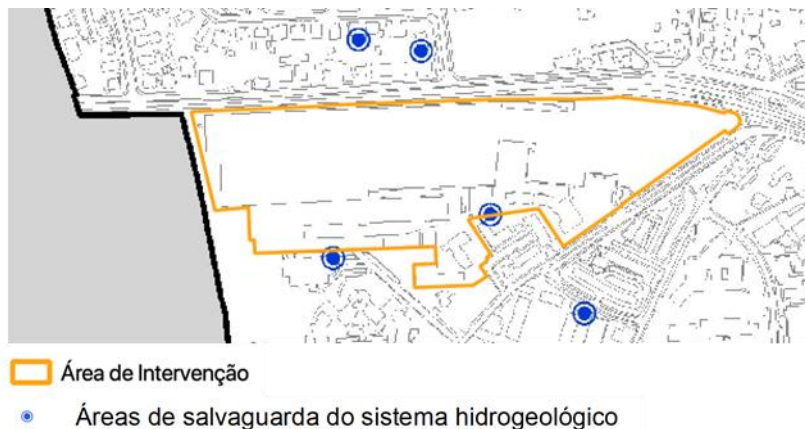 Área de Intervenção
Áreas de salvaguarda do sistema hidrogeológico